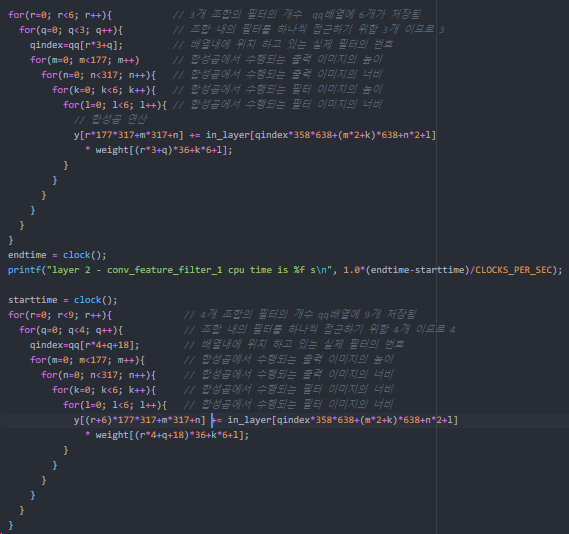 for(r=0; r<6; r++){ // 3개 조합의 필터의 개수 qq배열에 6개가 저장됨
for(q=0; q<3; q++){ // 조합 내의 필터를 하나씩 접근하기 위함 3개 이므로 3
qindex=qq[r*3+q]; // 배열내에 위치 하고 있는 실제 필터의 번호
for(m=0; m<177; m++) // 합성곱에서 수행되는 출력 이미지의 높이
for(n=0; n<317; n++){ // 합성곱에서 수행되는 출력 이미지의 너비
for(k=0; k<6; k++){ // 합성곱에서 수행되는 필터 이미지의 높이
for(l=0; l<6; l++){ // 합성곱에서 수행되는 필터 이미지의 너비
// 합성곱 연산
y[r*177*317+m*317+n] += in_layer[qindex*358*638+(m*2+k)*638+n*2+l]
* weight[(r*3+q)*36+k*6+l];
}
}
}
}
}
}
endtime = clock();
printf("layer 2 - conv_feature_filter_1 cpu time is %f s\n", 1.0*(endtime-starttime)/CLOCKS_PER_SEC);
starttime = clock();
for(r=0; r<9; r++){ // 4개 조합의 필터의 개수 qq배열에 9개 저장됨
for(q=0; q<4; q++){ // 조합 내의 필터를 하나씩 접근하기 위함 4개 이므로 4
qindex=qq[r*4+q+18]; // 배열내에 위치 하고 있는 실제 필터의 번호
for(m=0; m<177; m++){ // 합성곱에서 수행되는 출력 이미지의 높이
for(n=0; n<317; n++){ // 합성곱에서 수행되는 출력 이미지의 너비
for(k=0; k<6; k++){ // 합성곱에서 수행되는 필터 이미지의 너비
for(l=0; l<6; l++){ // 합성곱에서 수행되는 필터 이미지의 너비
y[(r+6)*177*317+m*317+n] += in_layer[qindex*358*638+(m*2+k)*638+n*2+l]
* weight[(r*4+q+18)*36+k*6+l];
}
}
}
}
}
}